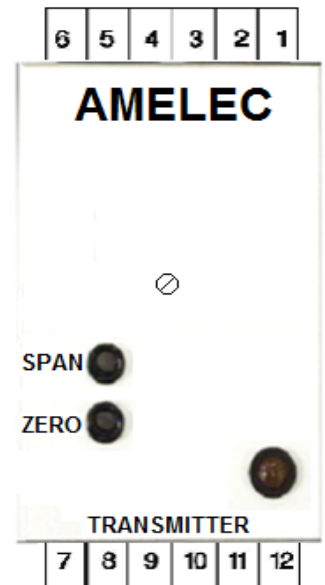 6 5 4 3 2 1
AMELEC
SPAN
ZERO
TRANSMITTER
7 8 9 10 11 12